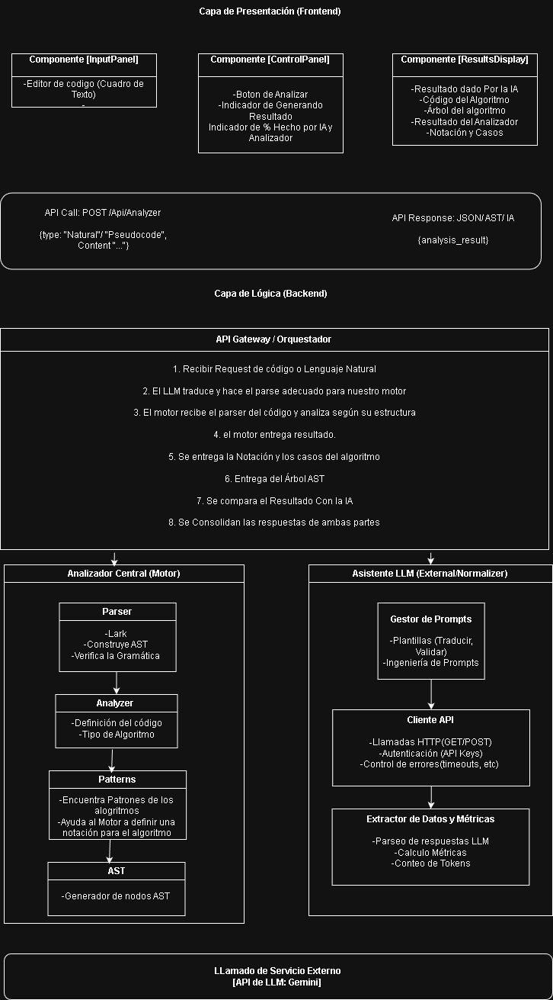 Capa de Presentación (Frontend)
Componente [InputPanel]
-Editor de codigo (Cuadro de
Texto)
-
Componente [ControlPanel]
-Boton de Analizar
-Indicador de Generando
Resultado
Indicador de % Hecho por IA y
Analizador
Componente [ResultsDisplay]
-Resultado dado Por la IA
-Código del Algoritmo
-Árbol del algoritmo
-Resultado del Analizador
-Notación y Casos
API Call: POST /Api/Analyzer
{type: "Natural"/ "Pseudocode",
Content "..."}
API Response: JSON/ AST/ IA
{analysis_result}
Capa de Lógica (Backend)
API Gateway / Orquestador
1. Recibir Request de código o Lenguaje Natural
2. El LLM traduce y hace el parse adecuado para nuestro motor
3. El motor recibe el parser del código y analiza según su estructura
4. el motor entrega resultado.
5. Se entrega la Notación y los casos del algoritmo
6. Entrega del Árbol AST
7. Se compara el Resultado Con la IA
8. Se Consolidan las respuestas de ambas partes
Analizador Central (Motor)
Parser
-Lark
-Construye AST
-Verifica la Gramática
Analyzer
-Definición del código
-Tipo de Algoritmo
Patterns
-Encuentra Patrones de los
alogritmos
-Ayuda al Motor a definir una
notación para el algoritmo
AST
-Generador de nodos AST
Asistente LLM (External/Normalizer)
Gestor de Prompts
-Plantillas (Traducir,
Validar)
-Ingeniería de Prompts
Cliente API
-Llamadas HTTP(GET/POST)
-Autenticación (API Keys)
-Control de errores(timeouts, etc)
Extractor de Datos y Métricas
-Parseo de respuestas LLM
-Calculo Métricas
-Conteo de Tokens
LLamado de Servicio Externo
[API de LLM: Gemini]